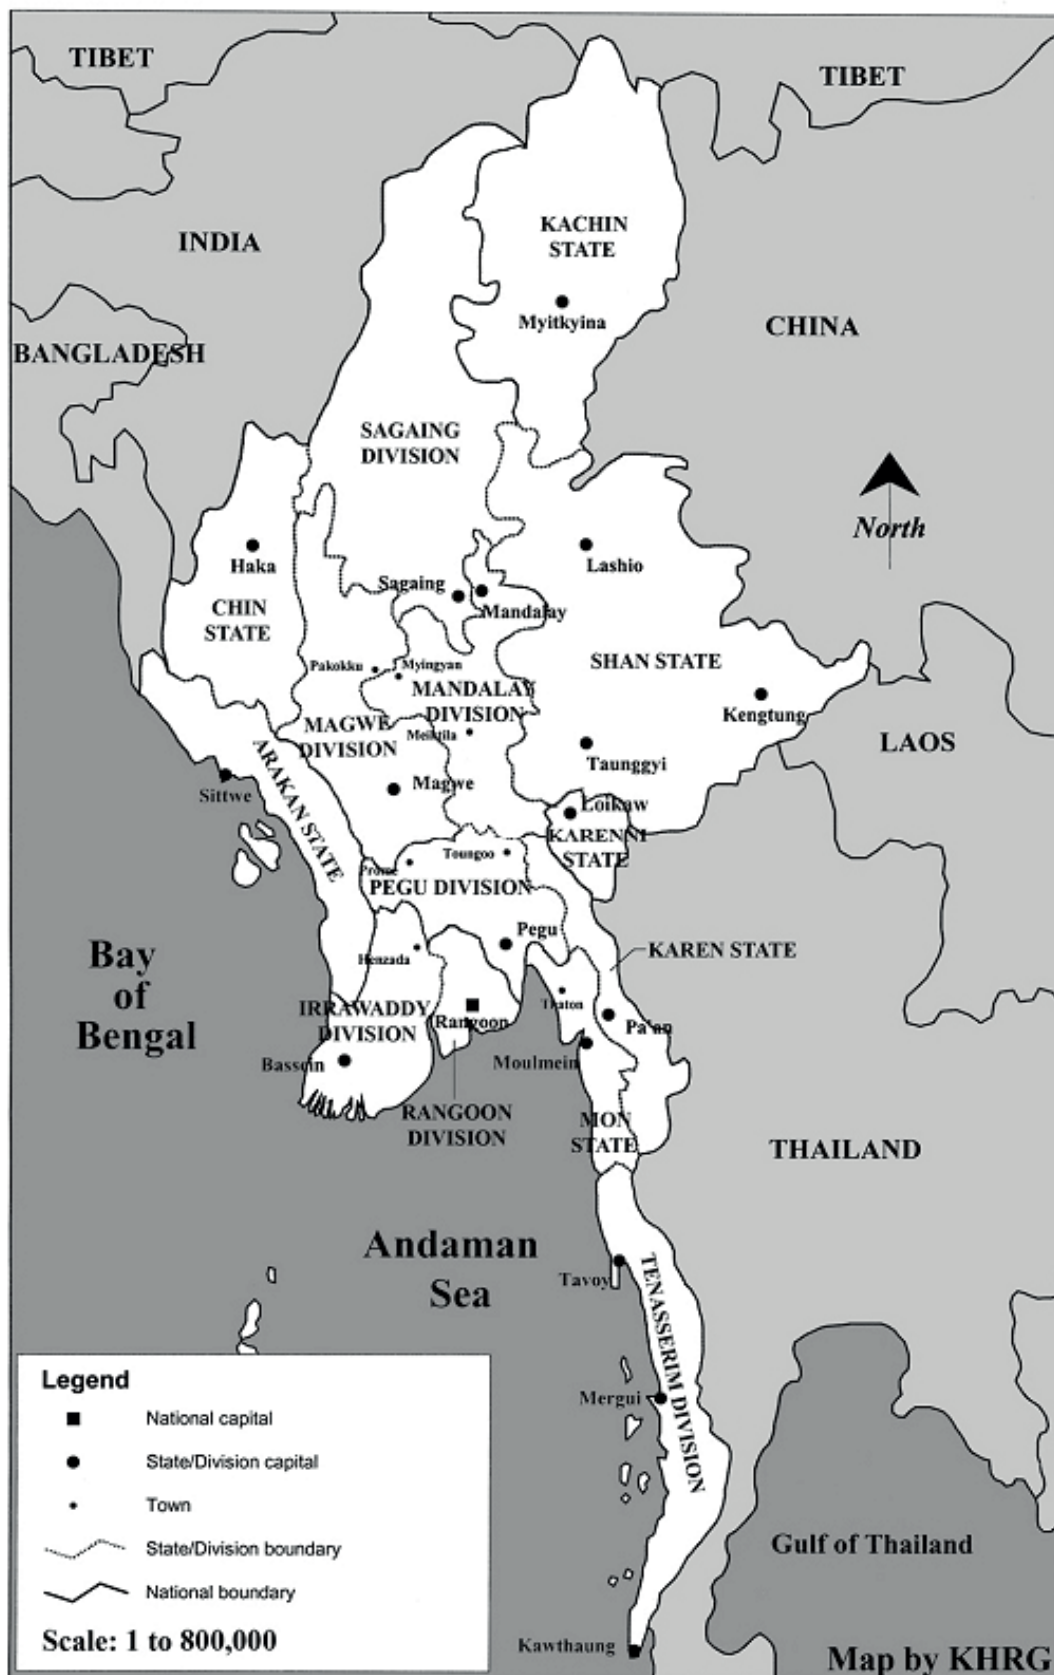 TIBET
TIBET
KACHIN
STATE
INDIA
Myitkyina
CHINA
BANGLADESH
SAGAING
DIVISION
North
Haka
Lashio
Sagaing
Mandalay
CHIN
STATE
SHAN STATE
Pakokku
Myingyan
MANDALAY
DIVISION
Kengtung
MAGWE
DIVISION
Meiktila
LAOS
ARAKAN STATE
Taunggyi
Magwe
Sittwe
Loikaw
KARENNI
STATE
Toungoo
Prome
PEGU DIVISION
Pegu
KAREN STATE
Bay
of
Bengal
Henzada
IRRAWADDY
DIVISION
Rangoon
Thaton
Pa'an
Bassein
Moulmein
RANGOON
DIVISION
MON
STATE
THAILAND
Andaman
Sea
Tavoy
TENASSERIM DIVISION
Mergui
Legend
National capital
State/Division capital
Town
State/Division boundary
National boundary
Scale: 1 to 800,000
Gulf of Thailand
Kawthaung
Map by KHRG